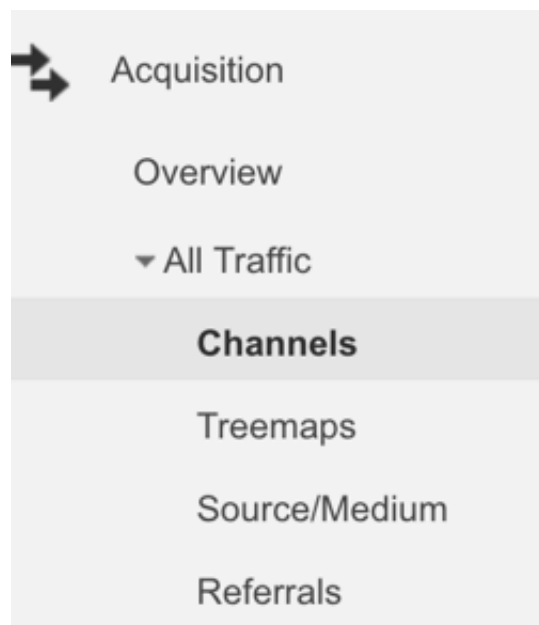 Acquisition
Overview
All Traffic
Channels
Treemaps
Source/Medium
Referrals